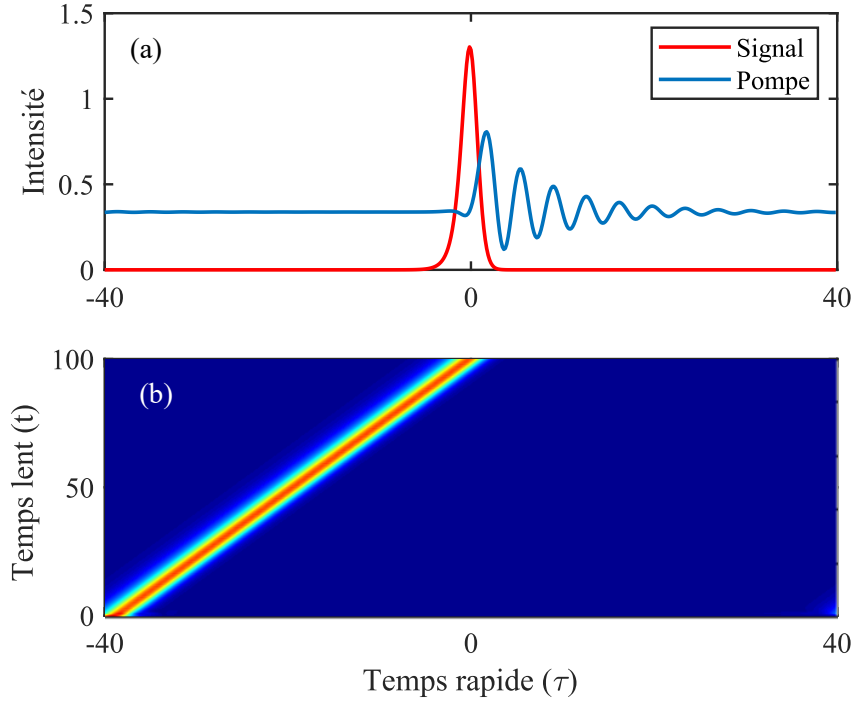 (a)
Signal
Pompe
Intensité
1.5
1
0.5
0
-40
0
40
(b)
Temps lent (t)
100
50
0
-40
0
40
Temps rapide (τ)